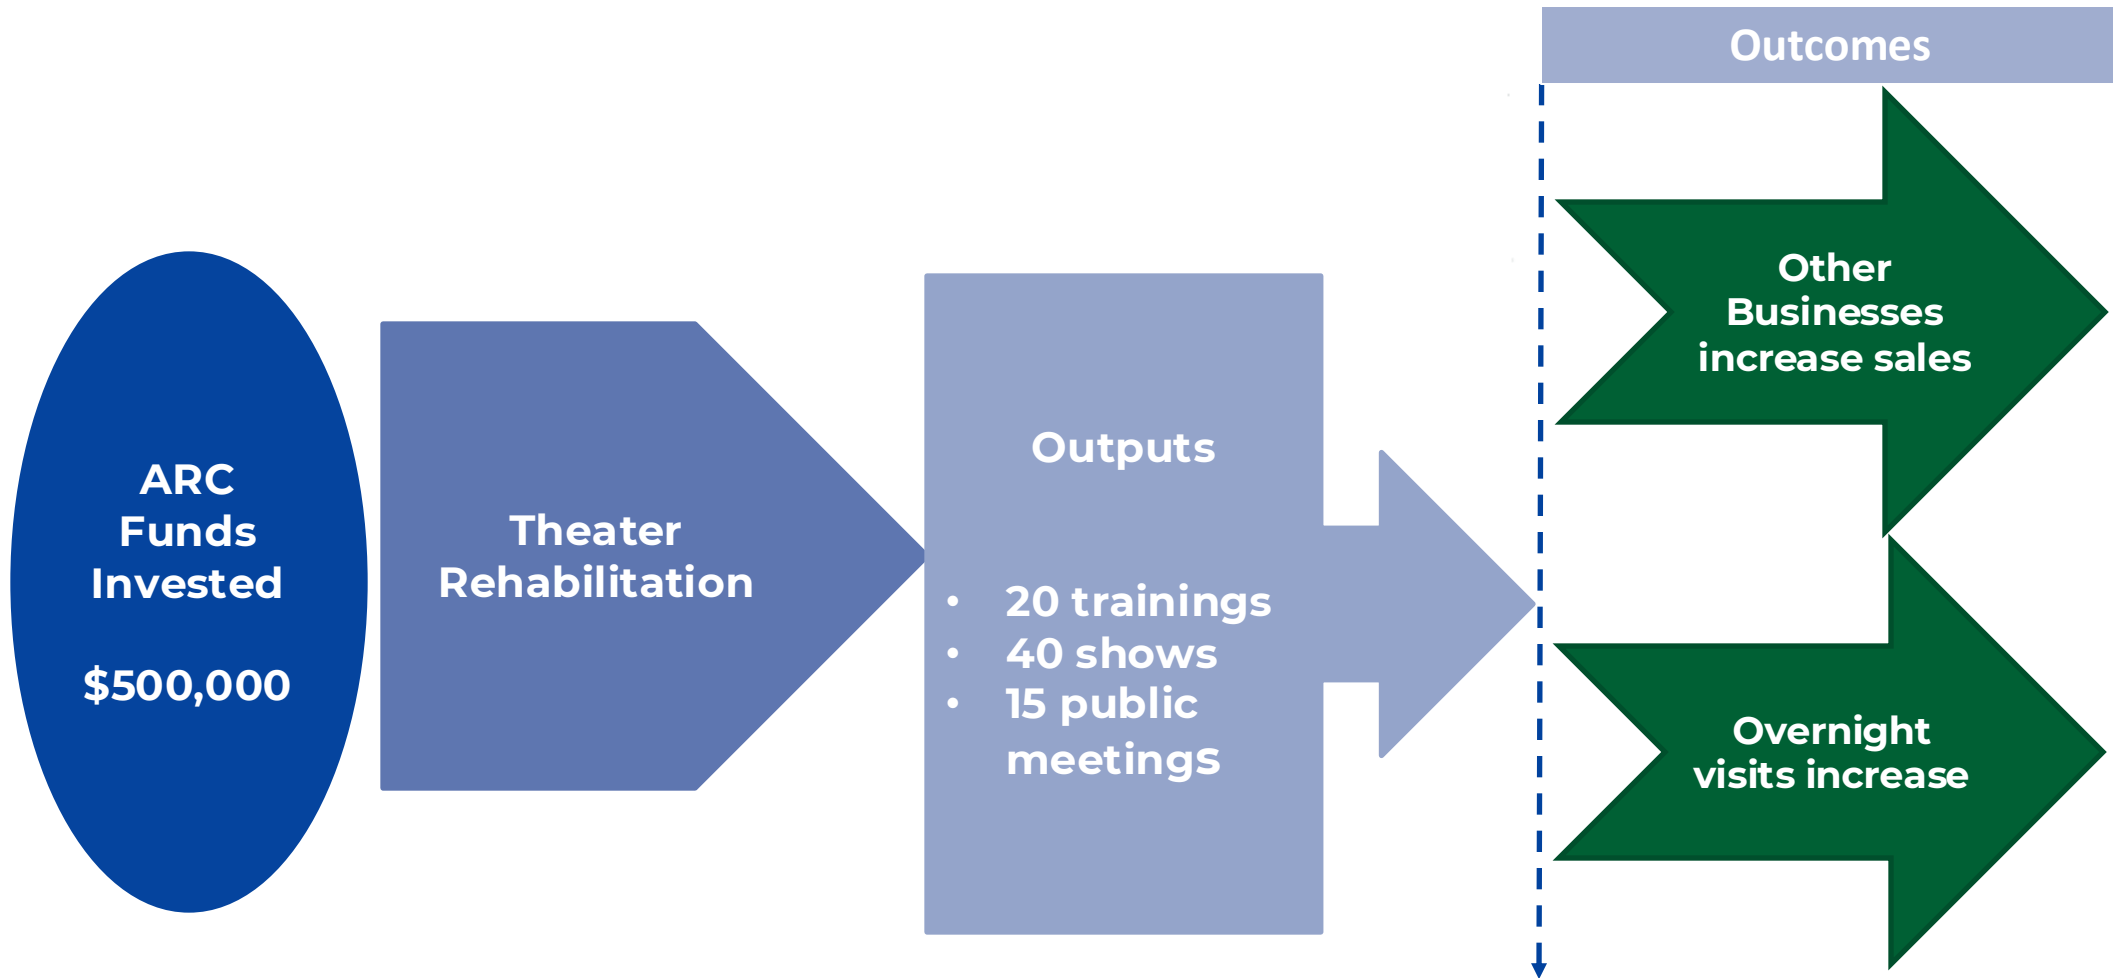 Outcomes
ARC
Funds
Invested
$500,000
Theater
Rehabilitation
Outputs
• 20 trainings
• 40 shows
• 15 public
meetings
Other
Businesses
increase sales
Overnight
visits increase